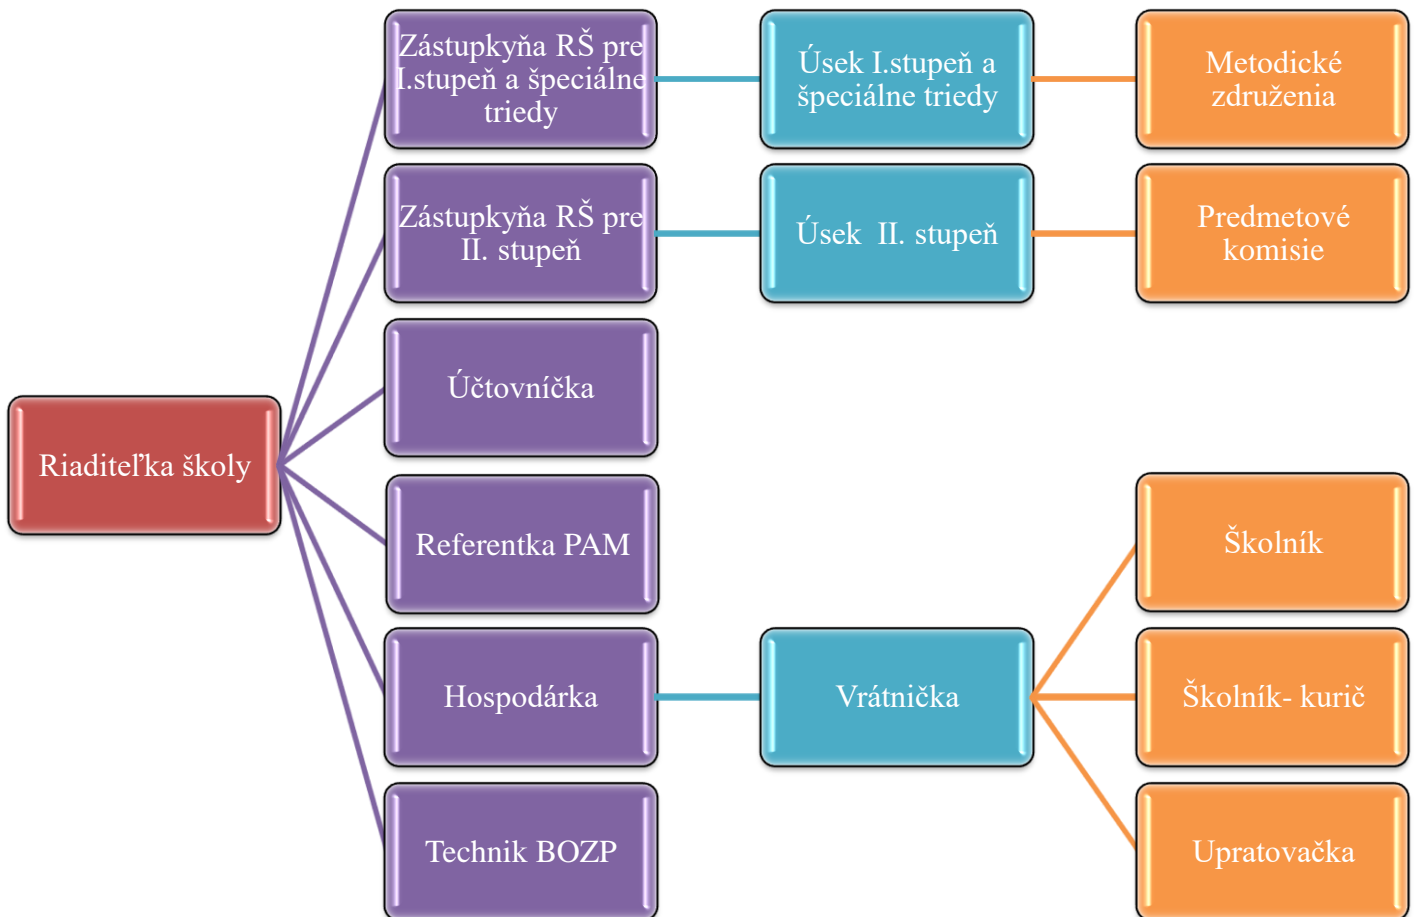 Zástupkyňa RŠ pre
I.stupeň a špeciálne
triedy
Úsek I.stupeň a
špeciálne triedy
Metodické
združenia
Zástupkyňa RŠ pre
II. stupeň
Úsek  II. stupeň
Predmetové
komisie
Účtovníčka
Riaditeľka školy
Referentka PAM
Školník
Hospodárka
Vrátnička
Školník- kurič
Technik BOZP
Upratovačka